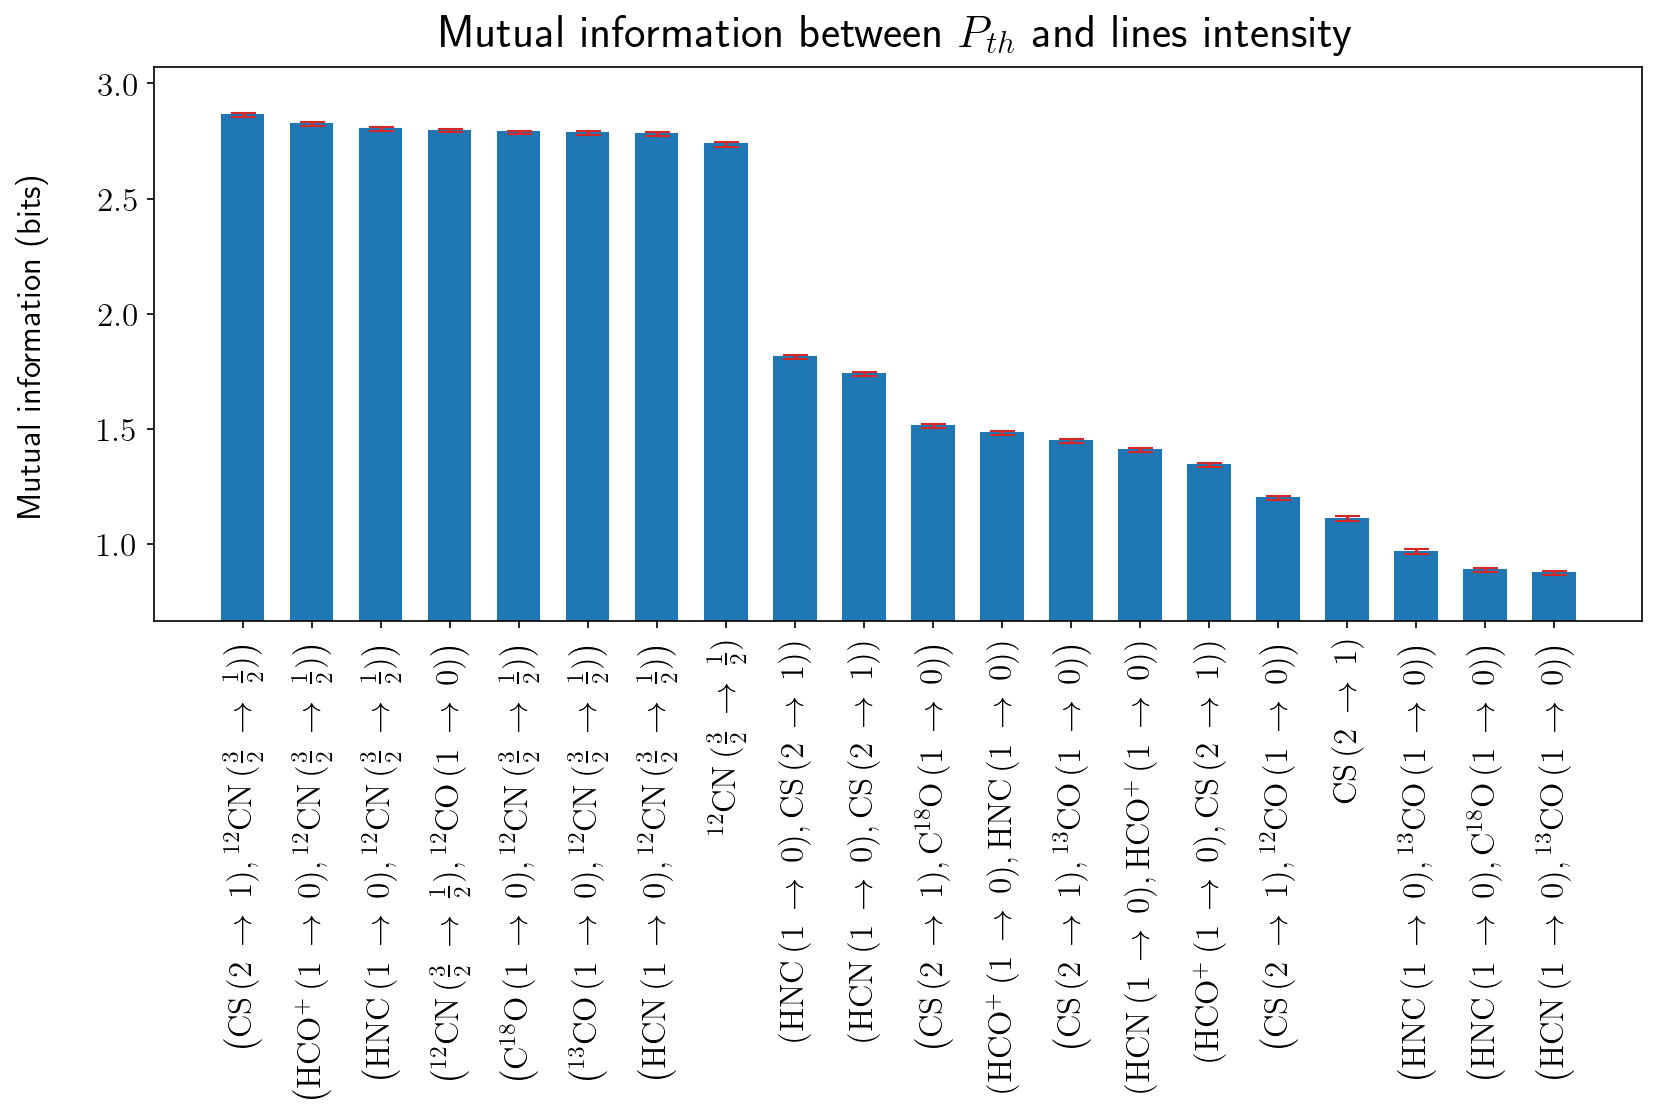 Mutual information between $P_{th}$ and lines intensity
Mutual information (bits)
3.0
2.5
2.0
1.5
1.0
(CS (2 → 1), ¹²CN (3/2 → 1/2))
(HCO⁺ (1 → 0), ¹²CN (3/2 → 1/2))
(HNC (1 → 0), ¹²CN (3/2 → 1/2))
(¹²CN (3/2 → 1/2), ¹²CO (1 → 0))
(C¹⁸O (1 → 0), ¹²CN (3/2 → 1/2))
(¹³CO (1 → 0), ¹²CN (3/2 → 1/2))
(HCN (1 → 0), ¹²CN (3/2 → 1/2))
¹²CN (3/2 → 1/2)
(HNC (1 → 0), CS (2 → 1))
(HCN (1 → 0), CS (2 → 1))
(CS (2 → 1), C¹⁸O (1 → 0))
(HCO⁺ (1 → 0), HNC (1 → 0))
(CS (2 → 1), ¹³CO (1 → 0))
(HCN (1 → 0), HCO⁺ (1 → 0))
(HCO⁺ (1 → 0), CS (2 → 1))
(CS (2 → 1), ¹²CO (1 → 0))
CS (2 → 1)
(HNC (1 → 0), ¹³CO (1 → 0))
(HNC (1 → 0), C¹⁸O (1 → 0))
(HCN (1 → 0), ¹³CO (1 → 0))